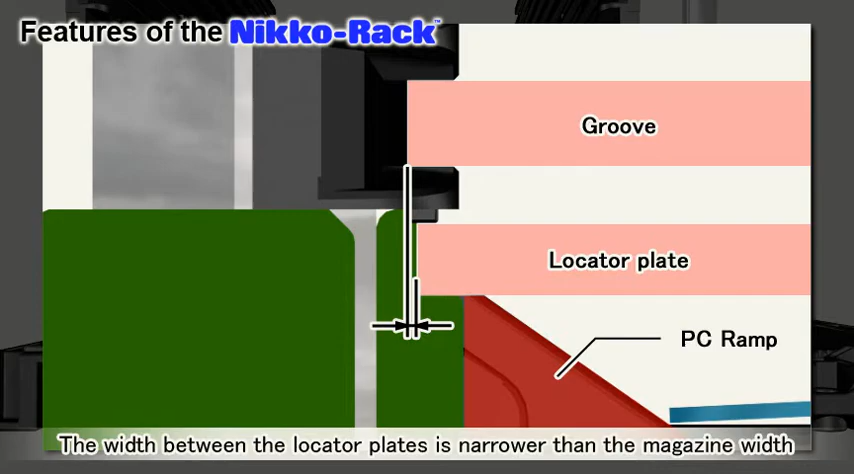 Features of the Nikko-Rack™
Groove
Locator plate
PC Ramp
The width between the locator plates is narrower than the magazine width